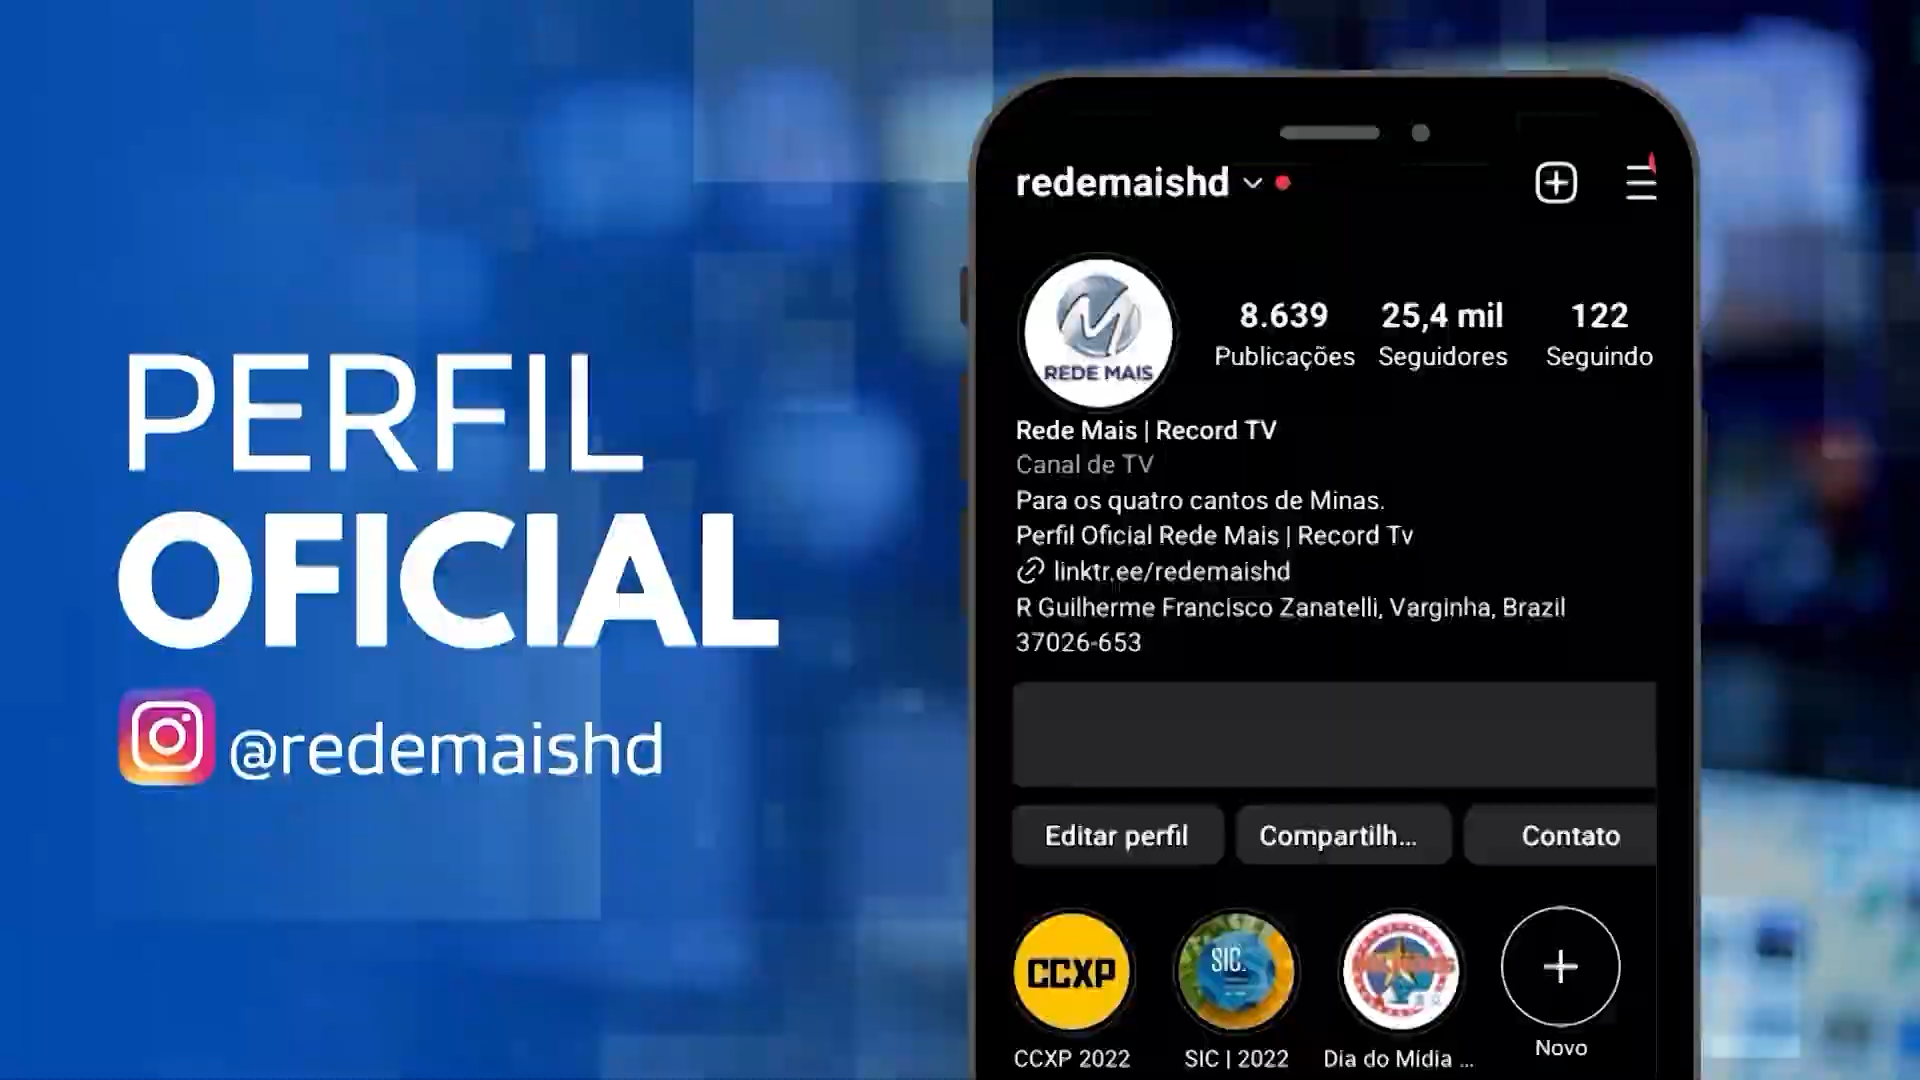 PERFIL
OFICIAL
@redemaishd
redemaishd
REDE MAIS
8.639 25,4 mil 122
Publicações Seguidores Seguindo
Rede Mais | Record TV
Canal de TV
Para os quatro cantos de Minas.
Perfil Oficial Rede Mais | Record Tv
linktr.ee/redemaishd
R Guilherme Francisco Zanatelli, Varginha, Brazil
37026-653
Editar perfil Compartilh... Contato
CCXP SIC.
CCXP 2022 SIC | 2022 Dia do Mídia ... Novo